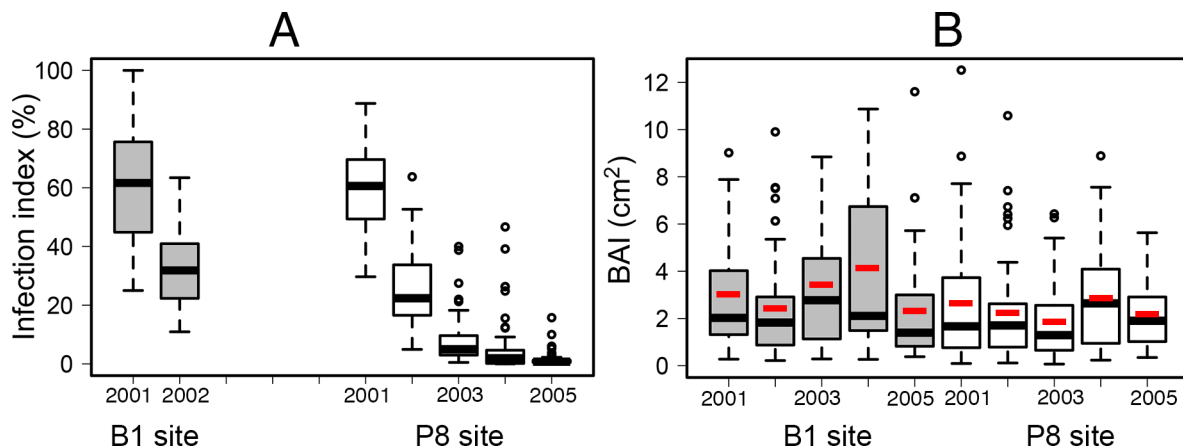 A
B
Infection index (%)
100
80
60
40
20
0
2001 2002 2001 2003 2005
B1 site P8 site
BAI (cm²)
12
10
8
6
4
2
0
2001 2003 2005 2001 2003 2005
B1 site P8 site